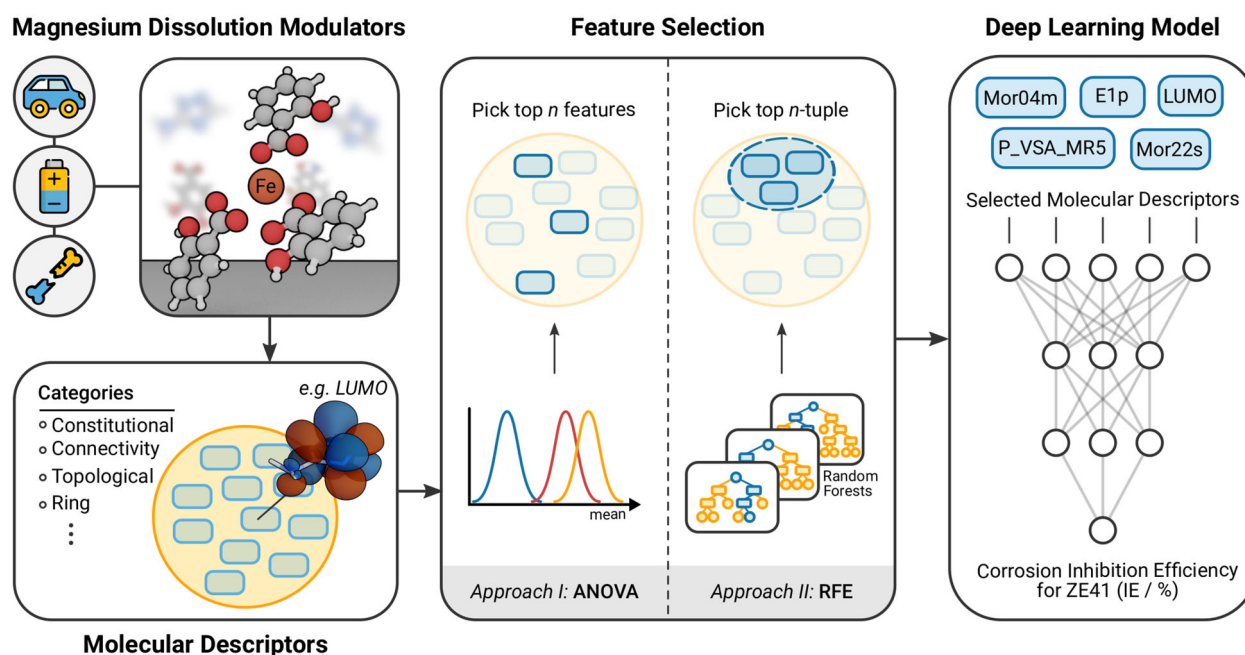 Magnesium Dissolution Modulators
Fe
Categories
Constitutional
Connectivity
Topological
Ring
e.g. LUMO
Molecular Descriptors
Feature Selection
Pick top n features
mean
Approach I: ANOVA
Pick top n-tuple
Random
Forests
Approach II: RFE
Deep Learning Model
Mor04m
E1p
LUMO
P_VSA_MR5
Mor22s
Selected Molecular Descriptors
Corrosion Inhibition Efficiency
for ZE41 (IE / %)